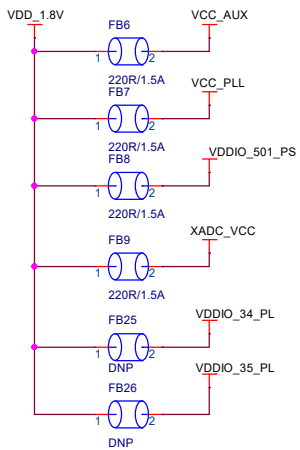 VDD_1.8V
FB6
VCC_AUX
1
2
220R/1.5A
FB7
VCC_PLL
1
2
220R/1.5A
FB8
VDDIO_501_PS
1
2
220R/1.5A
FB9
XADC_VCC
1
2
220R/1.5A
FB25
VDDIO_34_PL
1
2
DNP
FB26
VDDIO_35_PL
1
2
DNP